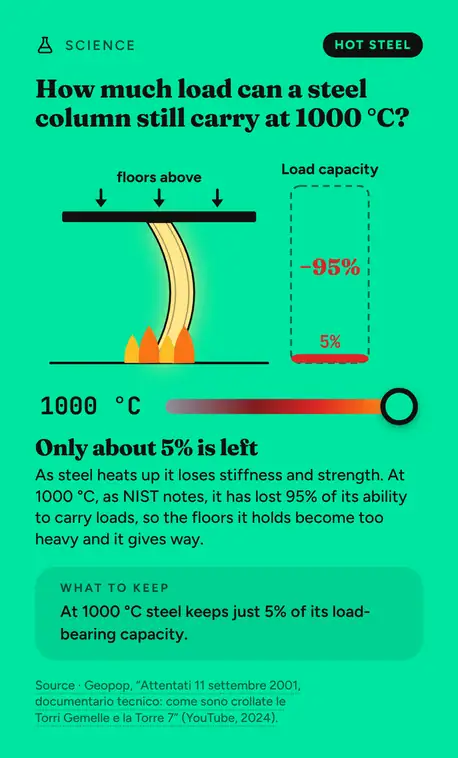 SCIENCE
HOT STEEL
How much load can a steel
column still carry at 1000 °C?
floors above
Load capacity
−95%
5%
1000 °C
Only about 5% is left
As steel heats up it loses stiffness and strength. At
1000 °C, as NIST notes, it has lost 95% of its ability
to carry loads, so the floors it holds become too
heavy and it gives way.
WHAT TO KEEP
At 1000 °C steel keeps just 5% of its load-
bearing capacity.
Source · Geopop, "Attentati 11 settembre 2001,
documentario tecnico: come sono crollate le
Torri Gemelle e la Torre 7" (YouTube, 2024).